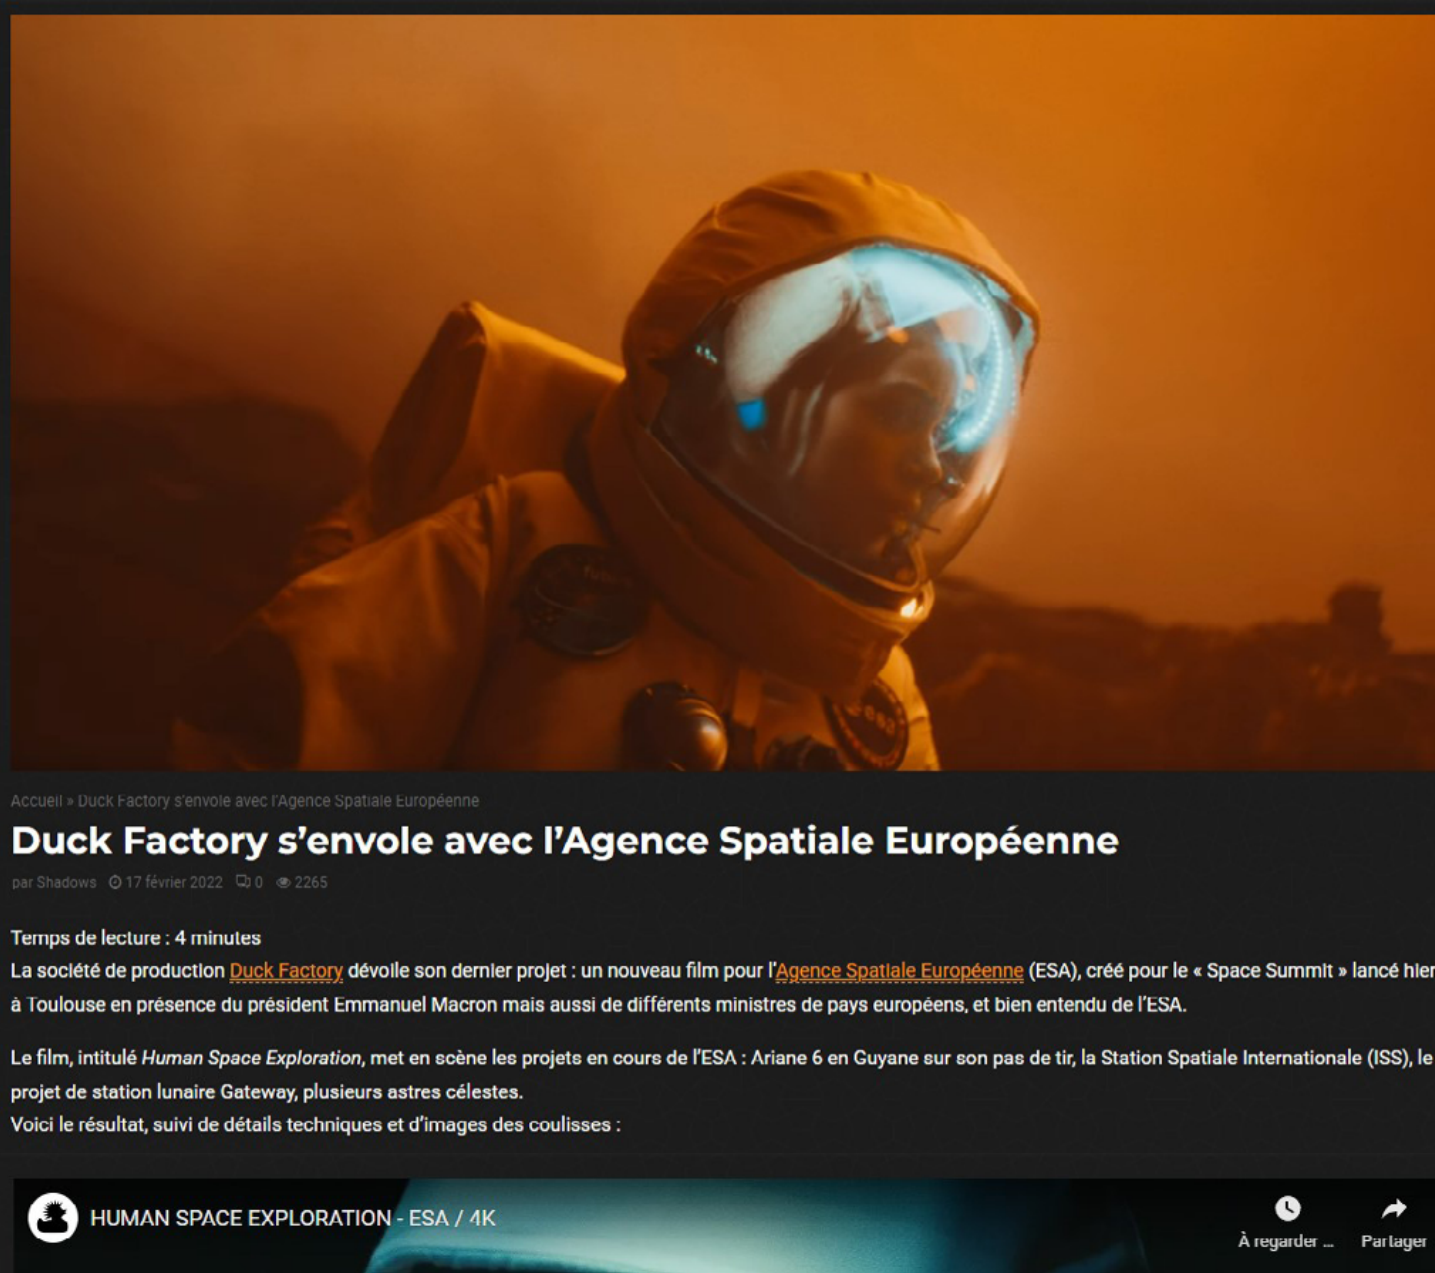 Accueil » Duck Factory s'envole avec l'Agence Spatiale Européenne
Duck Factory s’envole avec l’Agence Spatiale Européenne
par Shadows 17 février 2022 0 2265
Temps de lecture : 4 minutes
La société de production Duck Factory dévoile son dernier projet : un nouveau film pour l’Agence Spatiale Européenne (ESA), créé pour le « Space Summit » lancé hier
à Toulouse en présence du président Emmanuel Macron mais aussi de différents ministres de pays européens, et bien entendu de l’ESA.
Le film, intitulé Human Space Exploration, met en scène les projets en cours de l’ESA : Ariane 6 en Guyane sur son pas de tir, la Station Spatiale Internationale (ISS), le
projet de station lunaire Gateway, plusieurs astres célestes.
Voici le résultat, suivi de détails techniques et d’images des coulisses :
HUMAN SPACE EXPLORATION - ESA / 4K
À regarder ... Partager